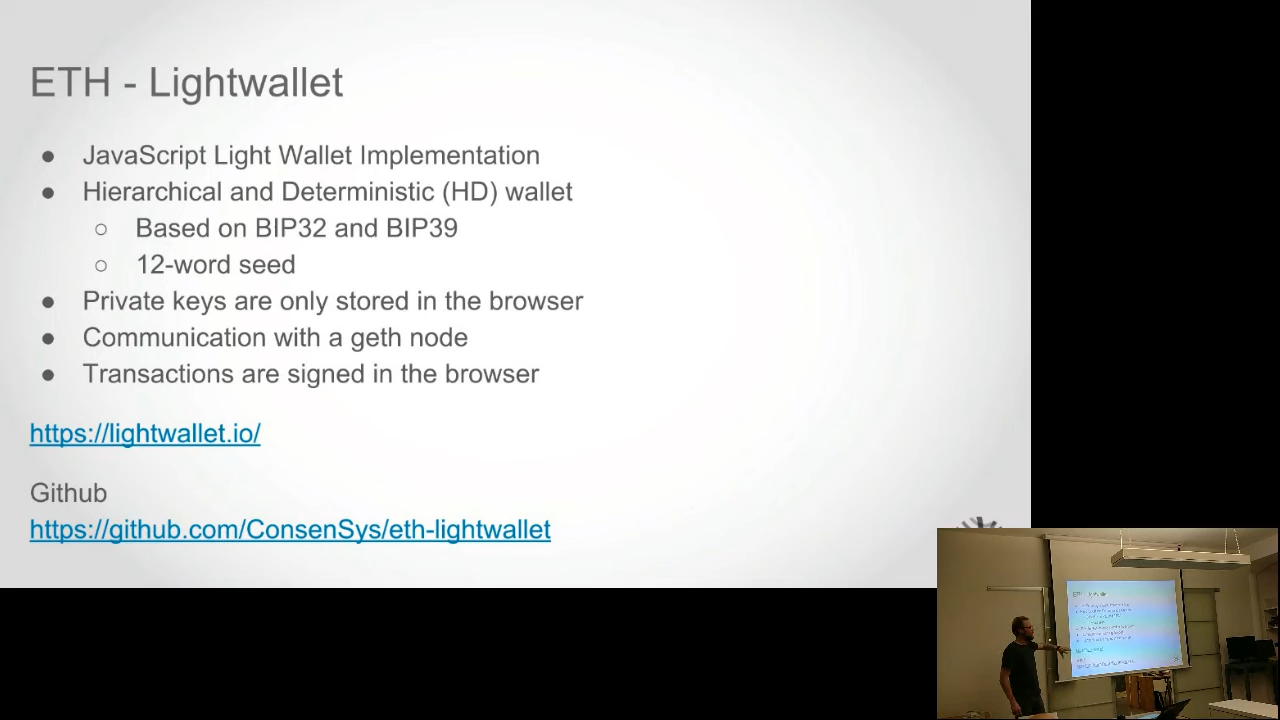 ETH - Lightwallet
● JavaScript Light Wallet Implementation
● Hierarchical and Deterministic (HD) wallet
○ Based on BIP32 and BIP39
○ 12-word seed
● Private keys are only stored in the browser
● Communication with a geth node
● Transactions are signed in the browser
https://lightwallet.io/
Github
https://github.com/ConsenSys/eth-lightwallet